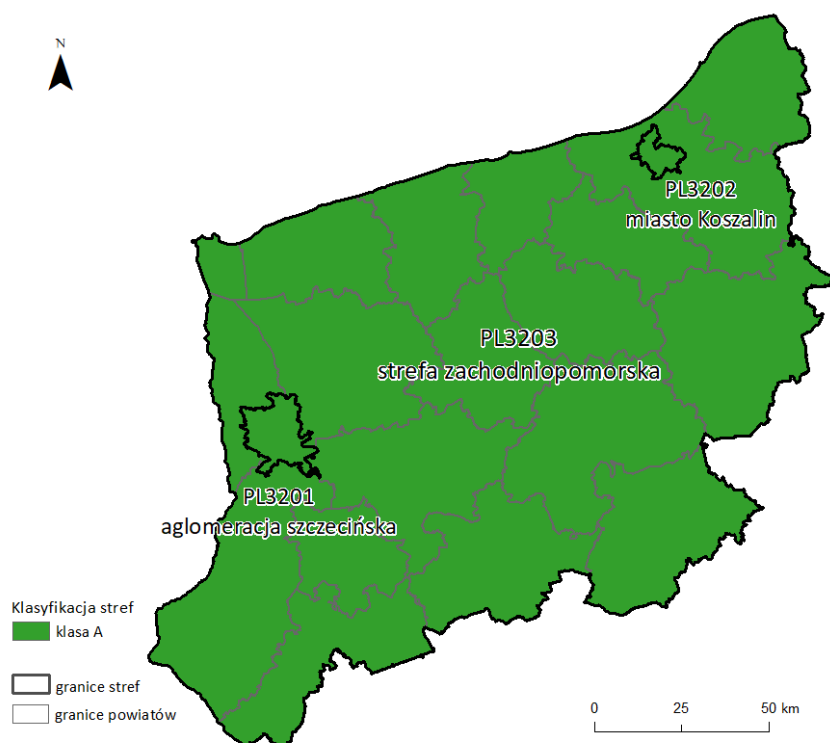 N
PL3202
miasto Koszalin
PL3203
strefa zachodniopomorska
PL3201
aglomeracja szczecińska
Klasyfikacja stref
klasa A
granice stref
granice powiatów
0 25 50 km